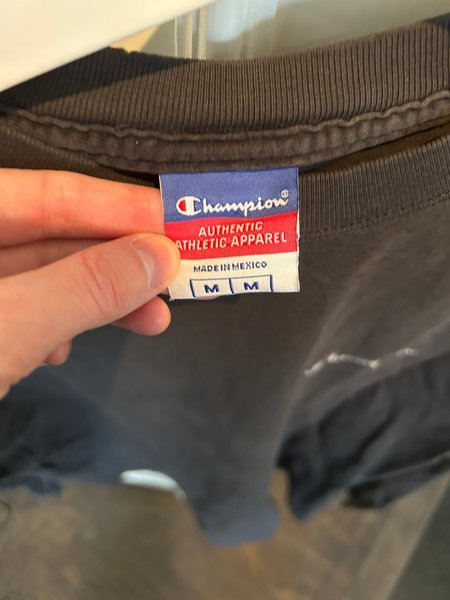 Champion®
AUTHENTIC
ATHLETIC APPAREL
MADE IN MEXICO
M M